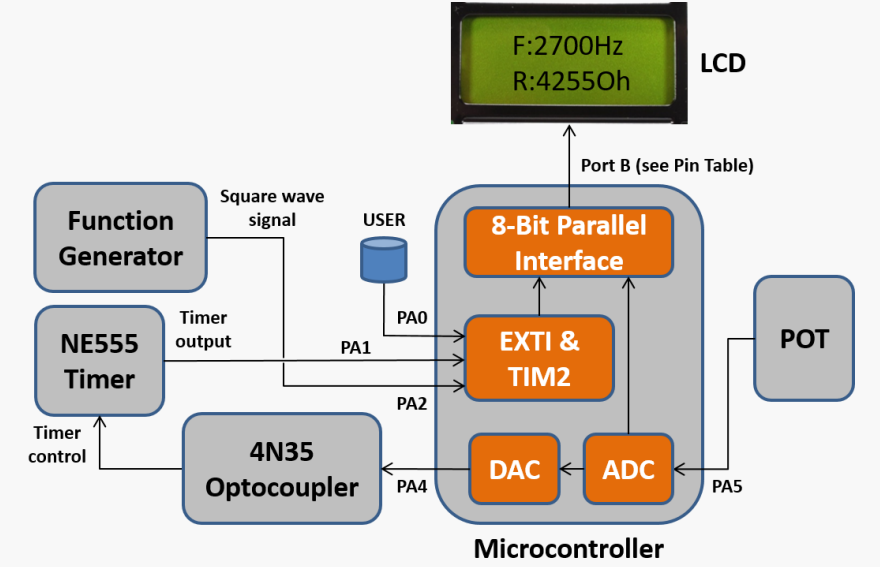 F:2700Hz
R:4255Oh
LCD
Port B (see Pin Table)
Function
Generator
Square wave
signal
USER
8-Bit Parallel
Interface
PA0
NE555
Timer
Timer
output
PA1
EXTI &
TIM2
POT
PA2
Timer
control
4N35
Optocoupler
PA4
DAC
ADC
PA5
Microcontroller